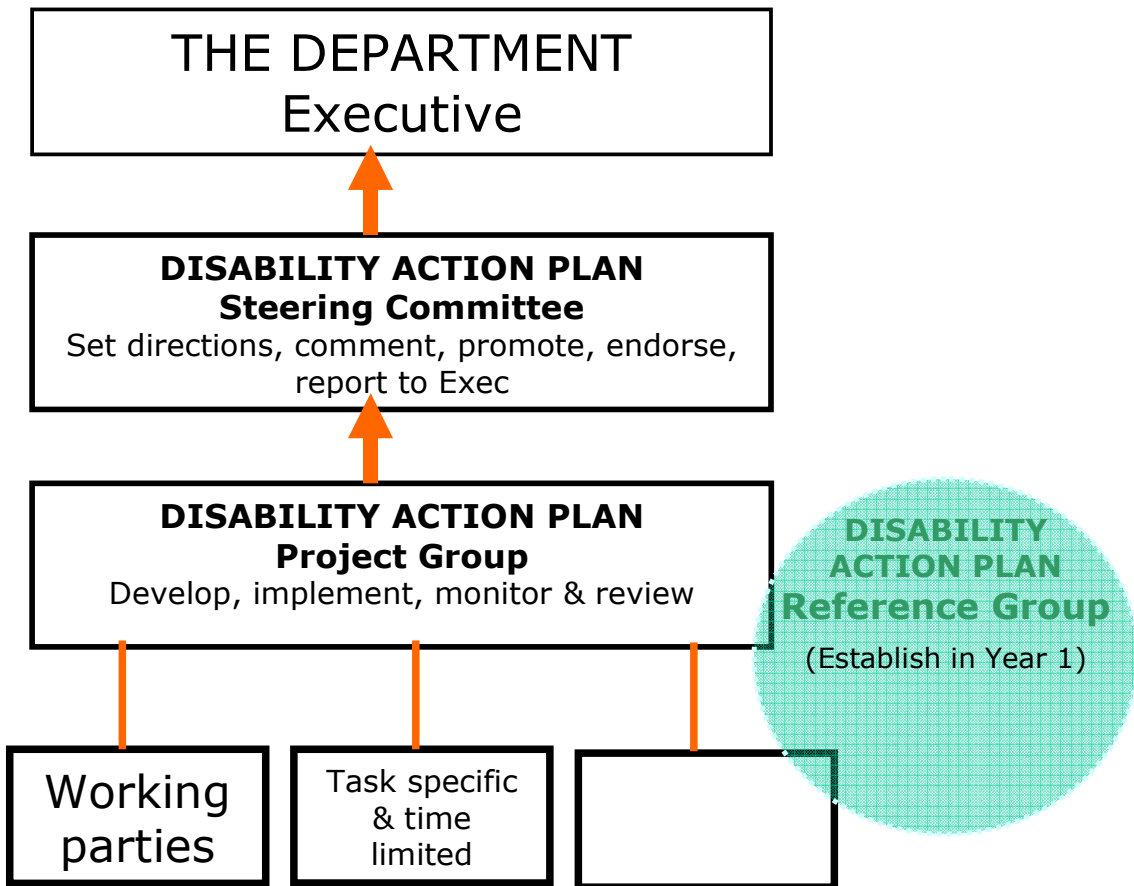 THE DEPARTMENT
Executive
DISABILITY ACTION PLAN
Steering Committee
Set directions, comment, promote, endorse,
report to Exec
DISABILITY ACTION PLAN
Project Group
Develop, implement, monitor & review
DISABILITY
ACTION PLAN
Reference Group
(Establish in Year 1)
Working
parties
Task specific
& time
limited